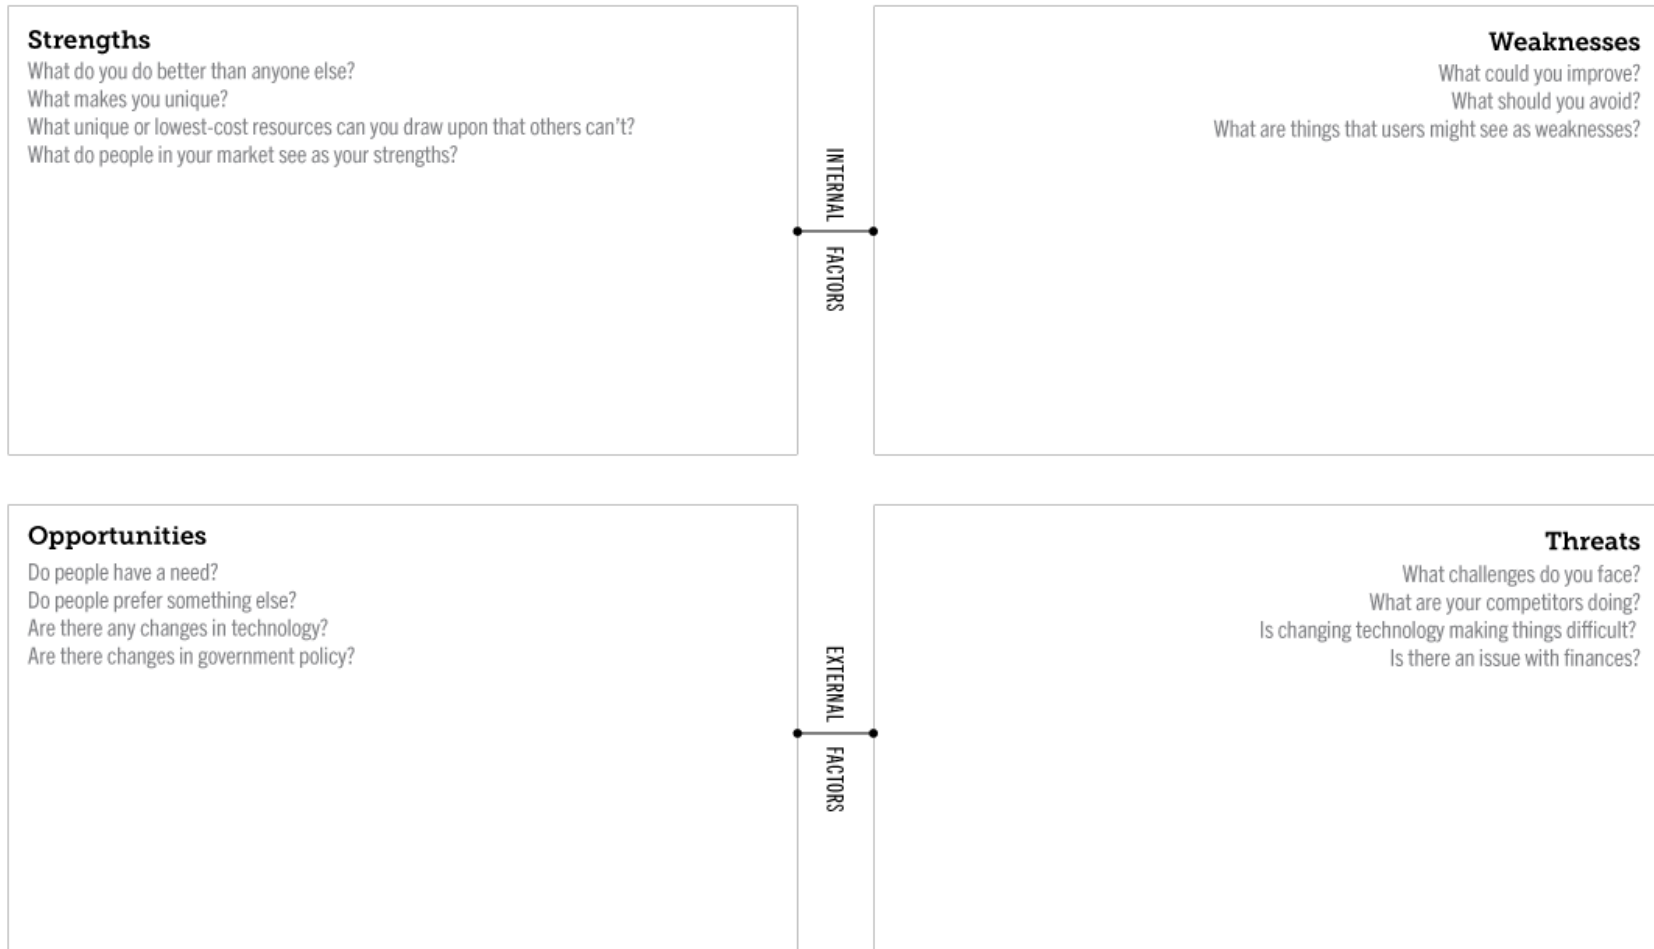 Strengths
What do you do better than anyone else?
What makes you unique?
What unique or lowest-cost resources can you draw upon that others can't?
What do people in your market see as your strengths?
INTERNAL FACTORS
Weaknesses
What could you improve?
What should you avoid?
What are things that users might see as weaknesses?
Opportunities
Do people have a need?
Do people prefer something else?
Are there any changes in technology?
Are there changes in government policy?
EXTERNAL FACTORS
Threats
What challenges do you face?
What are your competitors doing?
Is changing technology making things difficult?
Is there an issue with finances?